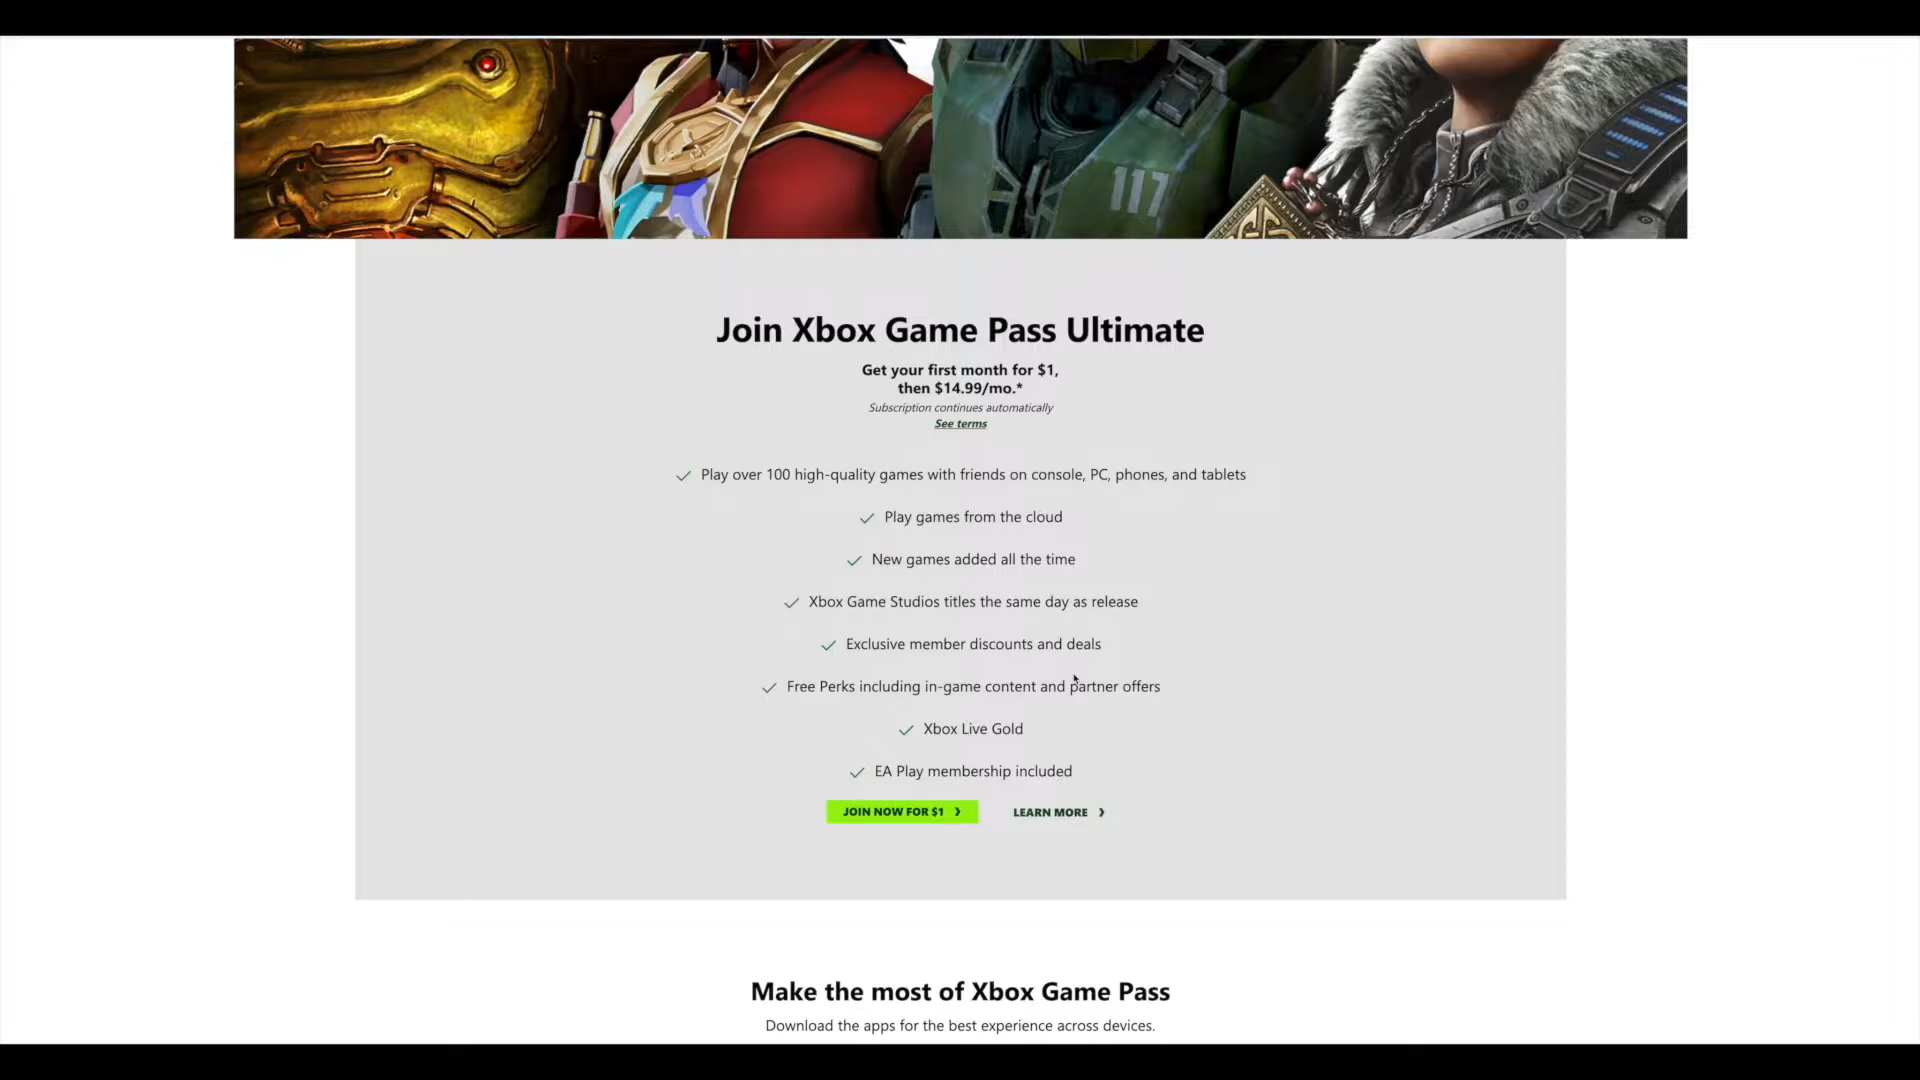 117
Join Xbox Game Pass Ultimate
Get your first month for $1,
then $14.99/mo.*
Subscription continues automatically
See terms
Play over 100 high-quality games with friends on console, PC, phones, and tablets
Play games from the cloud
New games added all the time
Xbox Game Studios titles the same day as release
Exclusive member discounts and deals
Free Perks including in-game content and partner offers
Xbox Live Gold
EA Play membership included
JOIN NOW FOR $1
LEARN MORE
Make the most of Xbox Game Pass
Download the apps for the best experience across devices.